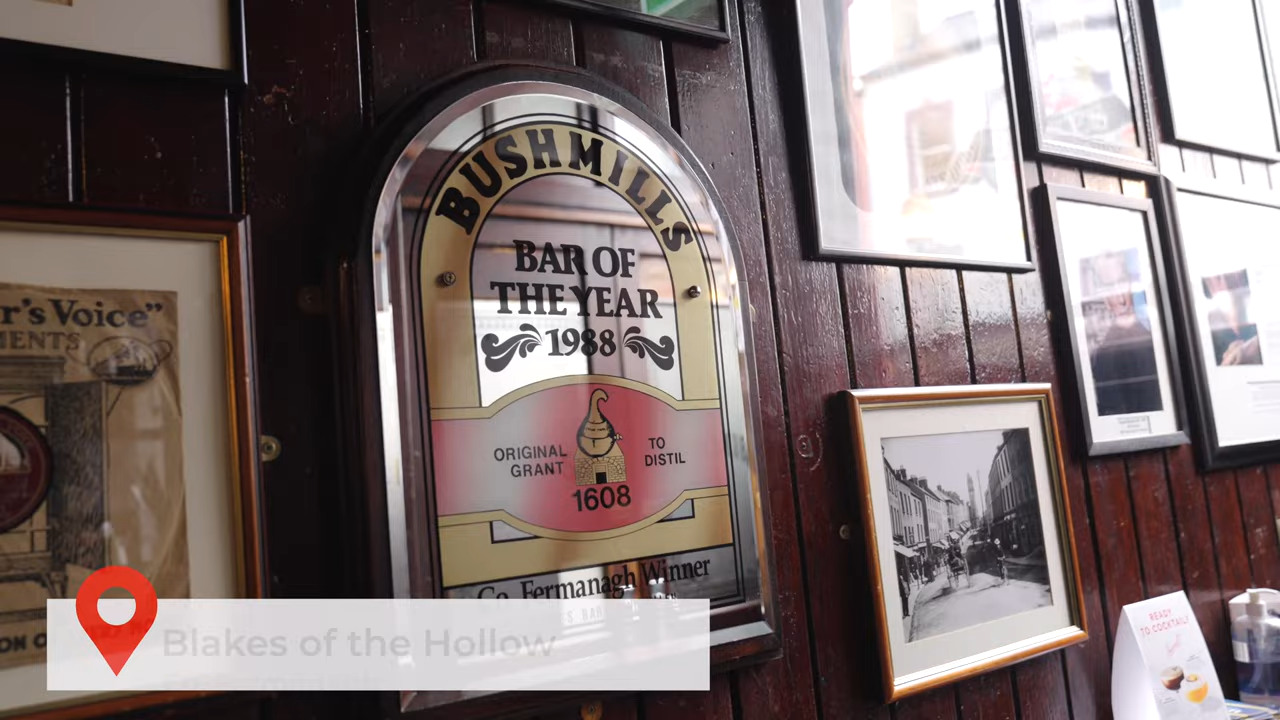 r's Voice"
MENTS
BUSHMILLS
BAR OF
THE YEAR
1988
ORIGINAL
GRANT
TO
DISTIL
1608
Co. Fermanagh Winner
Blakes of the Hollow
READY
TO COCKTAIL